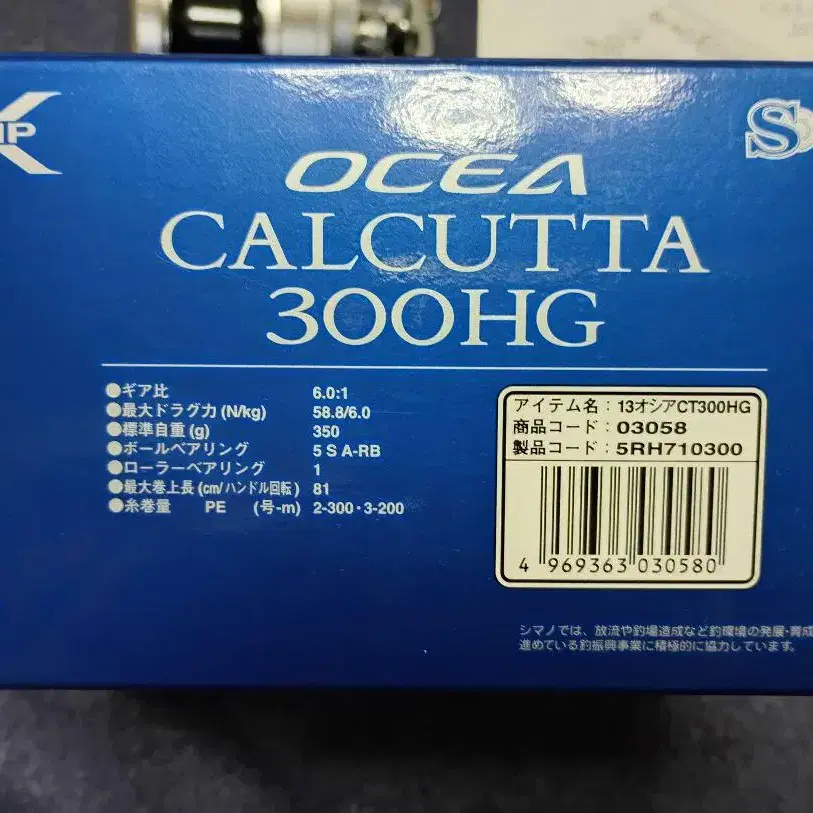 IP
S
OCEA
CALCUTTA
300HG
●ギア比 6.0:1
●最大ドラグ力 (N/kg) 58.8/6.0
●標準自重 (g) 350
●ボールベアリング 5 S A-RB
●ローラーベアリング 1
●最大巻上長 (cm/ハンドル回転) 81
●糸巻量 PE (号-m) 2-300・3-200
アイテム名：13オシアCT300HG
商品コード：03058
製品コード：5RH710300
4 969363 030580
シマノでは、放流や釣場造成など釣環境の発展・育成
進めている釣振興事業に積極的に協力しています。